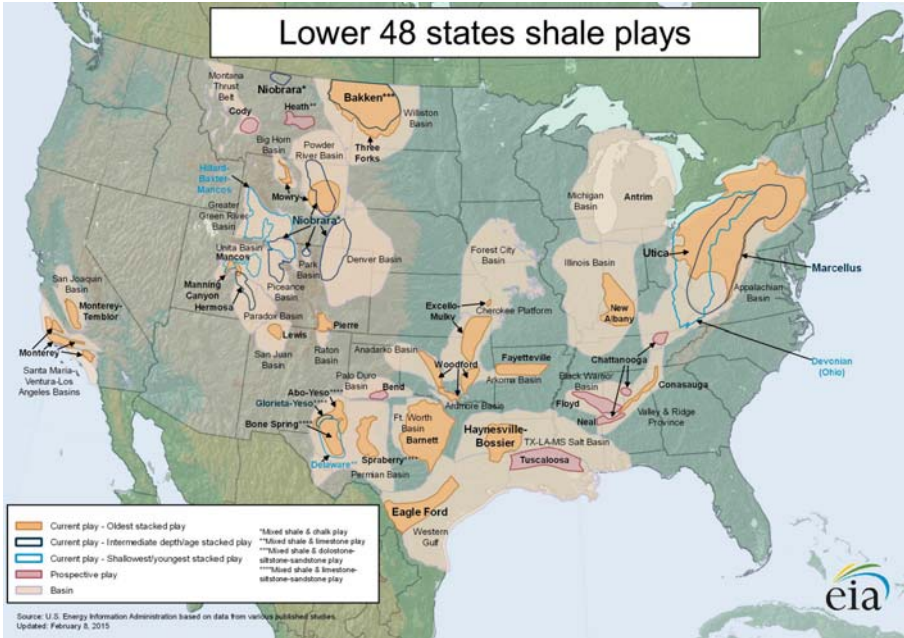 Lower 48 states shale plays
Montana
Thrust
Belt
Niobrara*
Cody
Heath**
Bakken***
Williston
Basin
Big Horn
Basin
Powder
River Basin
Three
Forks
Hilliard-
Baxter-
Mancos
Mowry
Greater
Green River
Basin
Niobrara*
Michigan
Basin
Antrim
Uinta Basin
Mancos
Park
Basin
Denver Basin
Forest City
Basin
Illinois Basin
Utica
Marcellus
San Joaquin
Basin
Manning
Canyon
Piceance
Basin
Hermosa
Appalachian
Basin
Monterey-
Temblor
Paradox Basin
Excello-
Mulky
Cherokee Platform
New
Albany
Lewis
Pierre
Monterey
San Juan
Basin
Raton
Basin
Anadarko Basin
Woodford
Fayetteville
Chattanooga
Devonian
(Ohio)
Santa Maria-
Ventura-Los
Angeles Basins
Palo Duro
Basin
Bend
Arkoma Basin
Black Warrior
Basin
Conasauga
Abo-Yeso****
Glorieta-Yeso****
Ardmore Basin
Floyd
Neal
Valley & Ridge
Province
Bone Spring****
Ft. Worth
Basin
Barnett
Haynesville-
Bossier
TX-LA-MS Salt Basin
Delaware**
Spraberry****
Permian Basin
Tuscaloosa
Eagle Ford
Western
Gulf
Current play - Oldest stacked play
Current play - Intermediate depth/age stacked play
Current play - Shallowest/youngest stacked play
Prospective play
Basin
*Mixed shale & chalk play
**Mixed shale & limestone play
***Mixed shale & dolostone-
siltstone-sandstone play
****Mixed shale & limestone-
siltstone-sandstone play
eia
Source: U.S. Energy Information Administration based on data from various published studies.
Updated: February 8, 2015